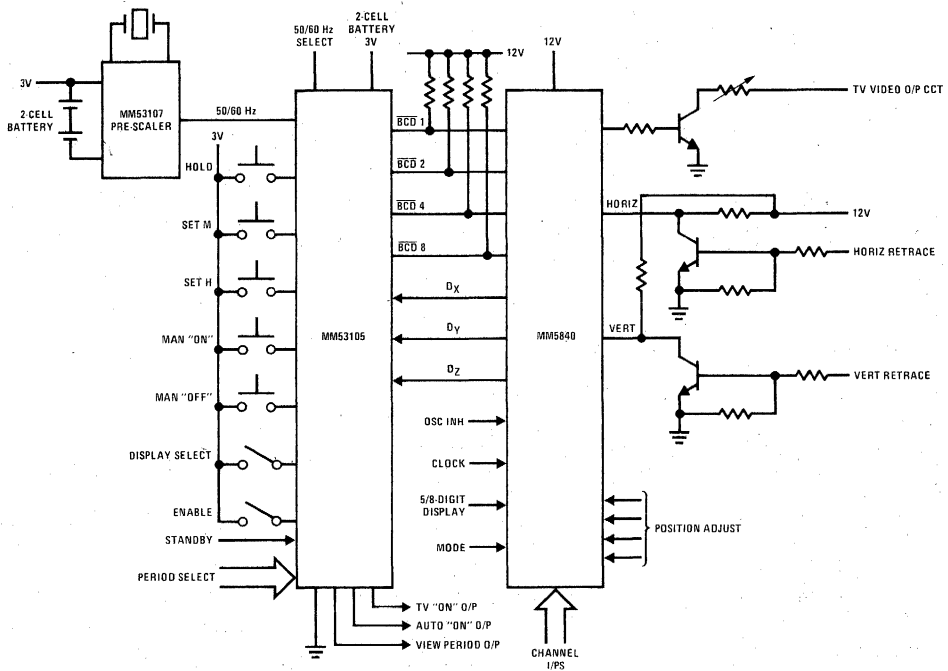 2-CELL
BATTERY
3V
50/60 Hz
SELECT
12V
12V
3V
2-CELL
BATTERY
MM53107
PRE-SCALER
50/60 Hz
TV VIDEO O/P CCT
3V
HOLD
SET M
SET H
MAN "ON"
MAN "OFF"
DISPLAY SELECT
ENABLE
STANDBY
PERIOD SELECT
MM53105
BCD 1
BCD 2
BCD 4
BCD 8
DX
DY
DZ
OSC INH
CLOCK
5/8-DIGIT
DISPLAY
MODE
MM5840
HORIZ
12V
HORIZ RETRACE
VERT
VERT RETRACE
POSITION ADJUST
TV "ON" O/P
AUTO "ON" O/P
VIEW PERIOD O/P
CHANNEL
I/PS